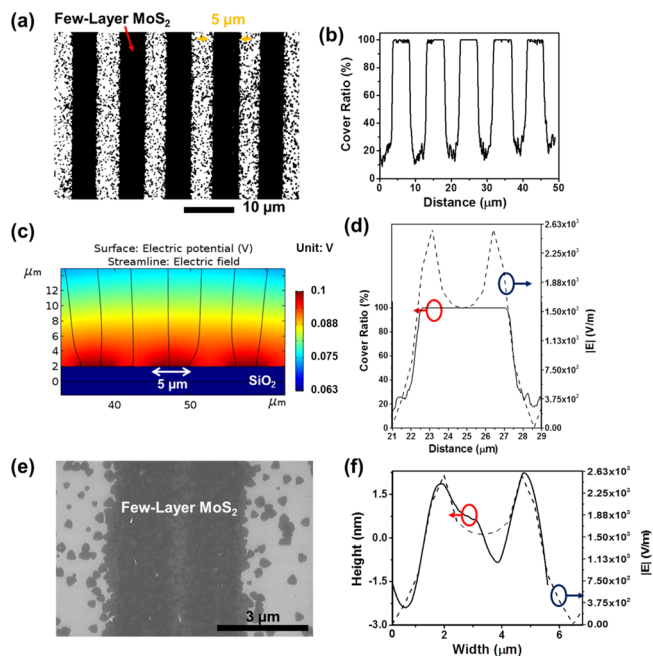 (a)
Few-Layer MoS₂
5 μm
10 μm
(b)
Cover Ratio (%)
100
80
60
40
20
0
0 10 20 30 40 50
Distance (μm)
(c)
Surface: Electric potential (V)
Streamline: Electric field
Unit: V
μm
12
10
8
6
4
2
0
5 μm
SiO₂
40 50
μm
0.1
0.088
0.075
0.063
(d)
Cover Ratio (%)
100
80
60
40
20
0
21 22 23 24 25 26 27 28 29
Distance (μm)
2.63x10³
2.25x10³
1.88x10³
1.50x10³
1.13x10³
7.50x10²
3.75x10²
0.00
|E| (V/m)
(e)
Few-Layer MoS₂
3 μm
(f)
Height (nm)
1.5
0.0
-1.5
-3.0
0 2 4 6
Width (μm)
2.63x10³
2.25x10³
1.88x10³
1.50x10³
1.13x10³
7.50x10²
3.75x10²
0.00
|E| (V/m)